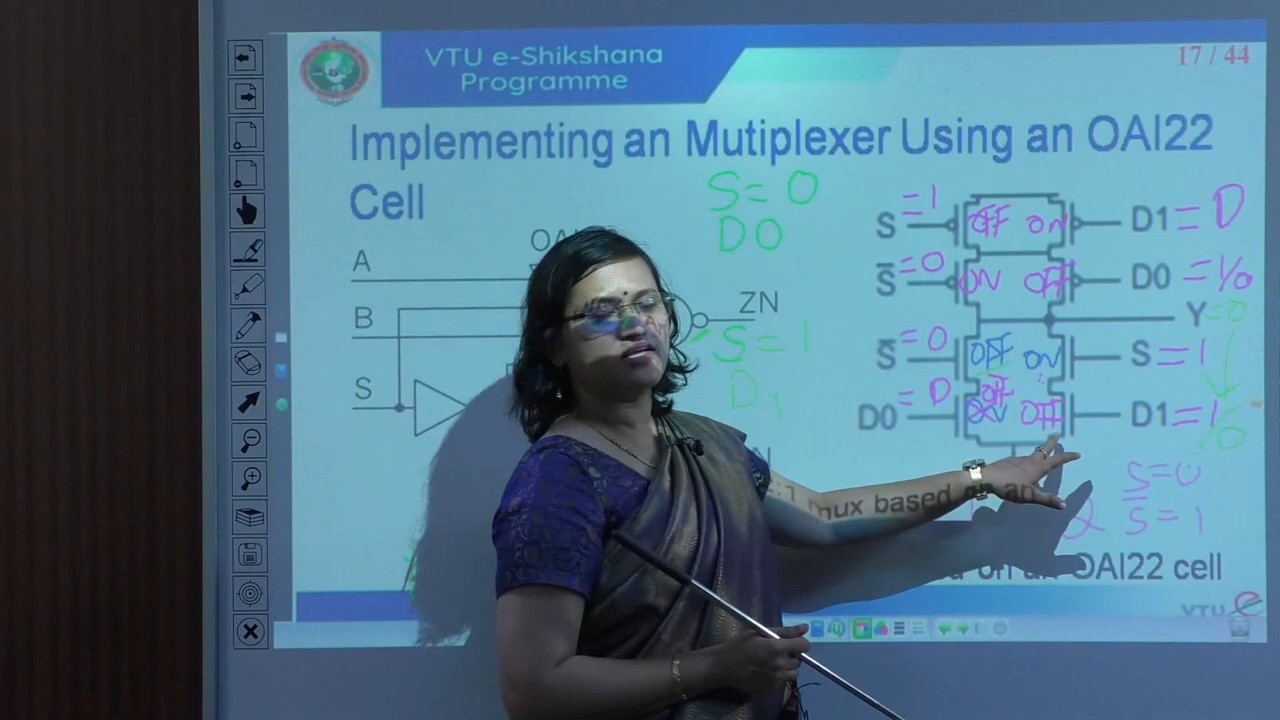 VTU e-Shikshana
Programme
17 / 44
Implementing an Mutiplexer Using an OAI22
Cell
S = 0
D0
A
B
S
ZN
S = 1
D1
S = 1
OFF ON
D1 = D
S̅ = 0
ON OFF
D0 = 1/0
Y = 0
S̅ = 0
OFF ON
S = 1
D0 = D
OFF
D1 = 1
S = 0
S̅ = 1
mux based on an
OAI22 cell
VTU